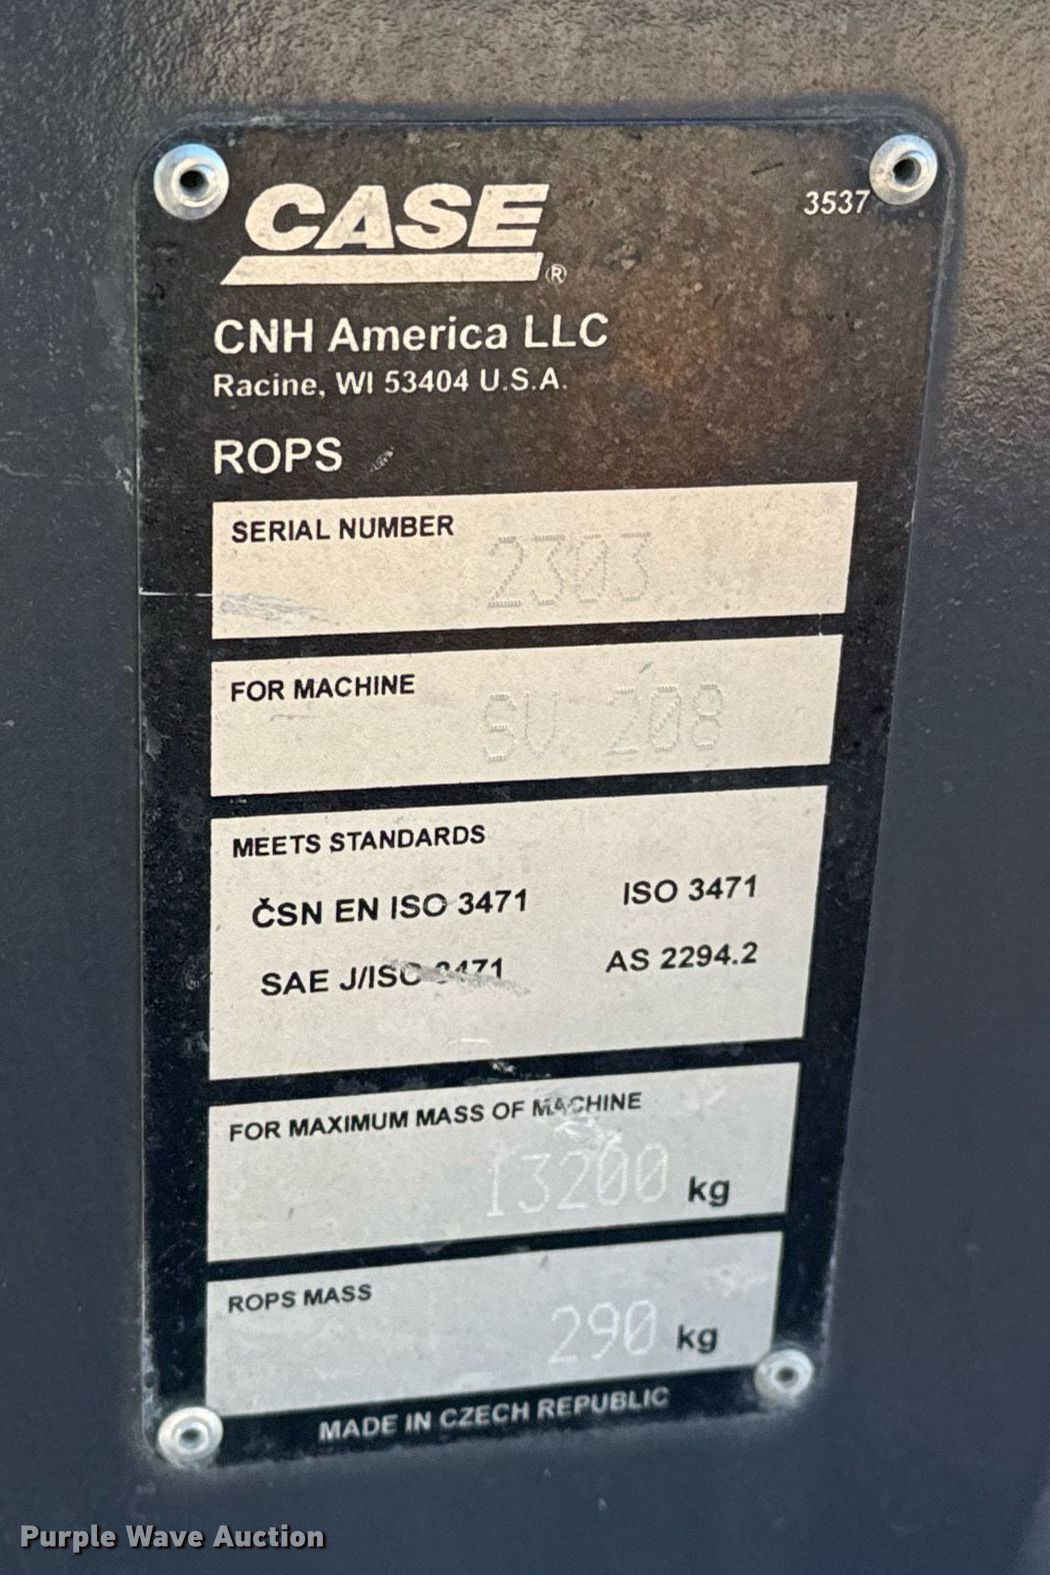 CASE®
3537
CNH America LLC
Racine, WI 53404 U.S.A.
ROPS
SERIAL NUMBER
2303
FOR MACHINE
SV 208
MEETS STANDARDS
ČSN EN ISO 3471 ISO 3471
SAE J/ISO 3471 AS 2294.2
FOR MAXIMUM MASS OF MACHINE
13200 kg
ROPS MASS
290 kg
MADE IN CZECH REPUBLIC
Purple Wave Auction